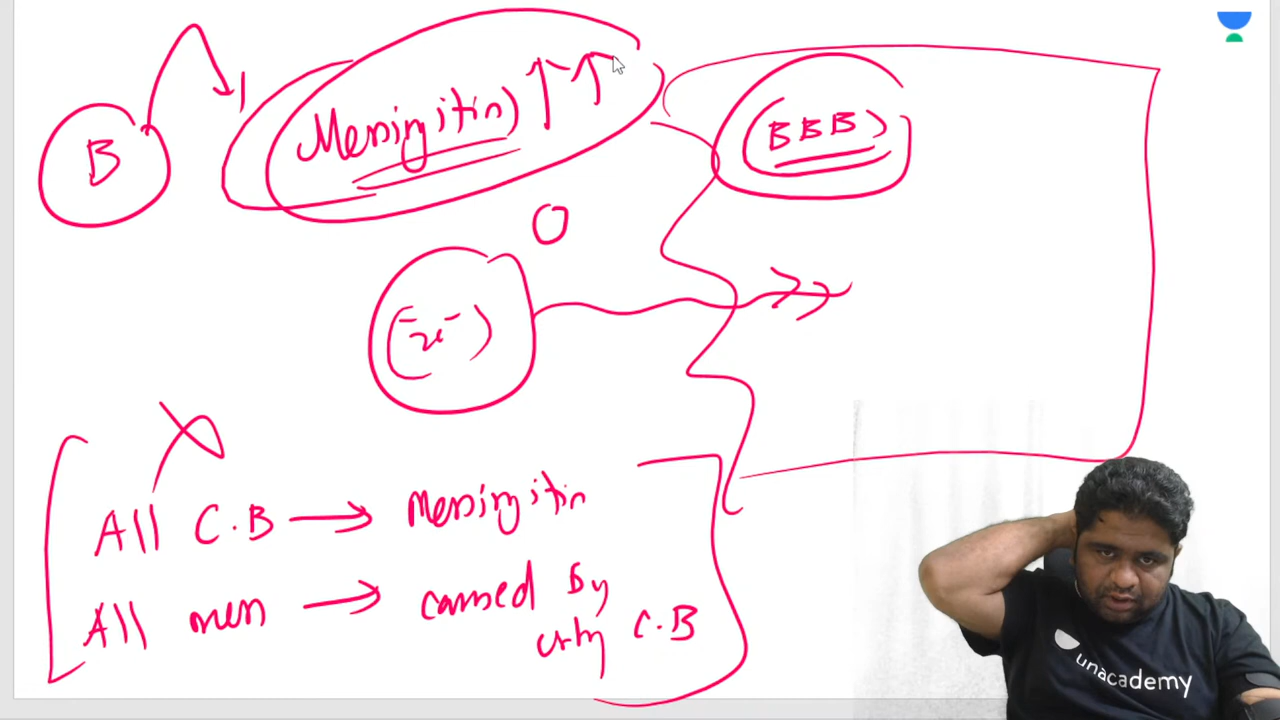 B
Meningitis
BBB
All C.B → Meningitis
All men → caused by
only C.B
unacademy